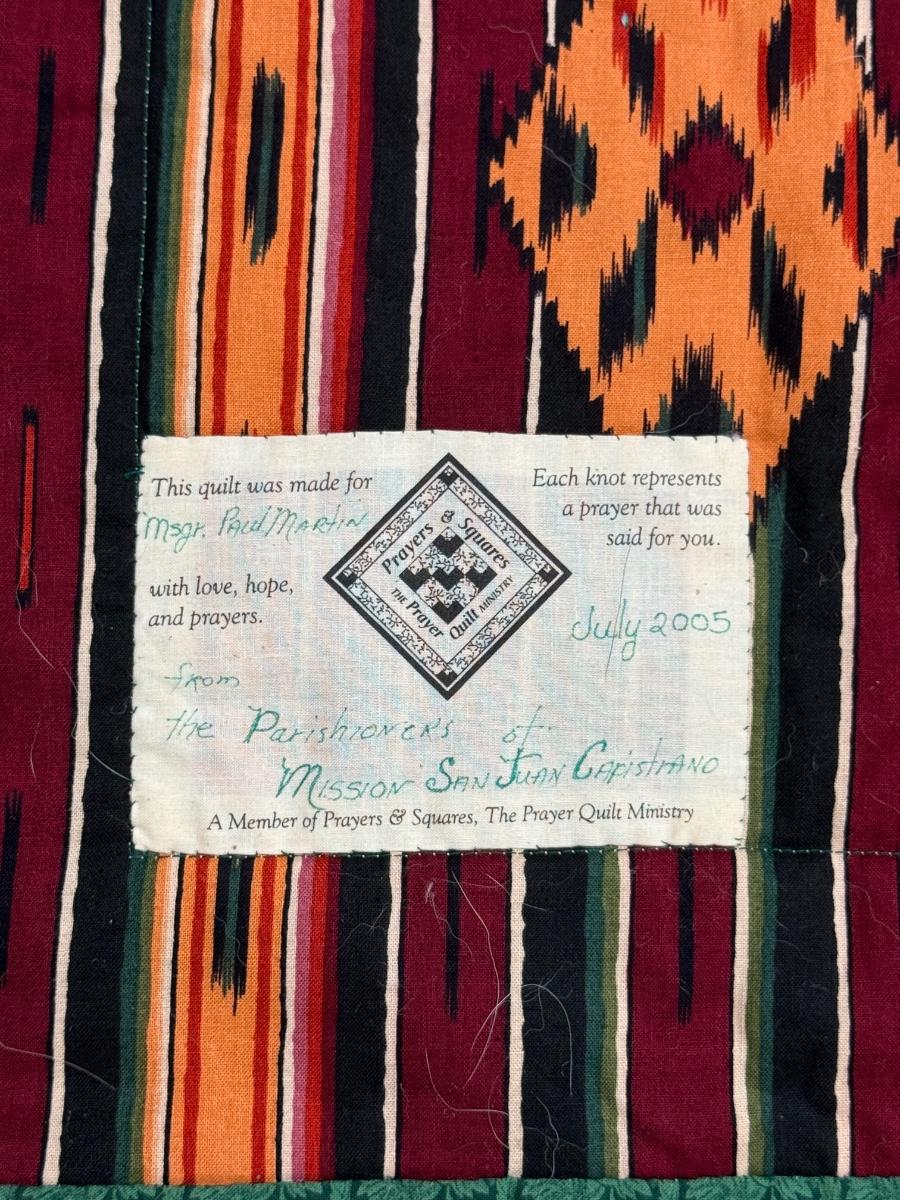 This quilt was made for
Msgr. Paul Martin
with love, hope,
and prayers.
Prayers & Squares
THE Prayer Quilt MINISTRY
Each knot represents
a prayer that was
said for you.
July 2005
from
the Parishioners of
Mission San Juan Capistrano
A Member of Prayers & Squares, The Prayer Quilt Ministry